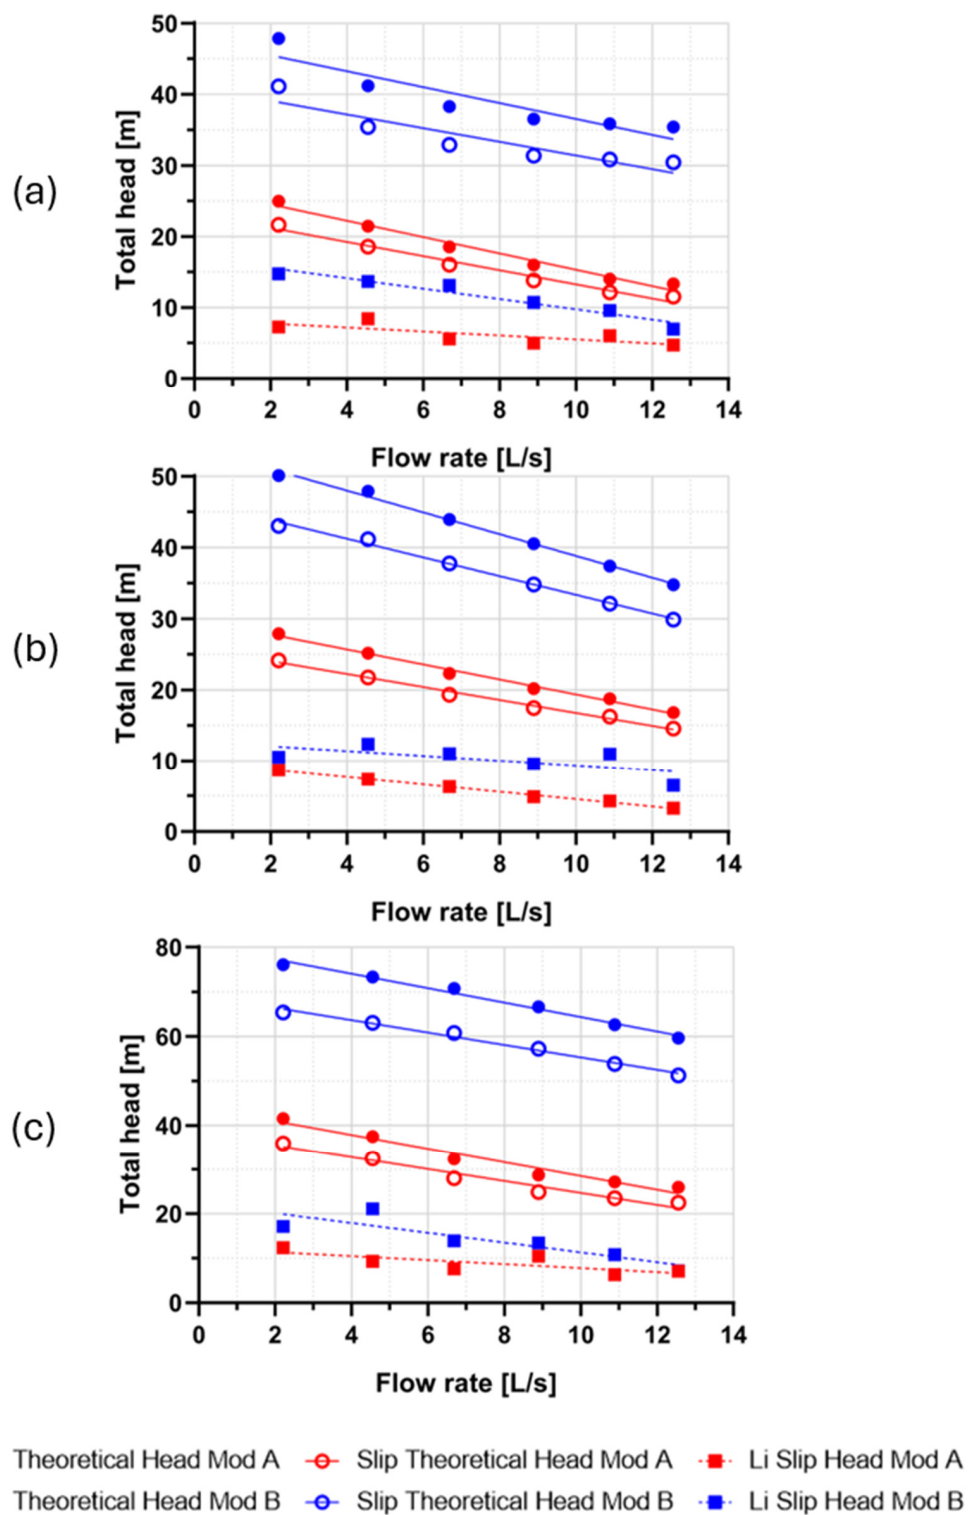 (a)
Total head [m]
50
40
30
20
10
0
0 2 4 6 8 10 12 14
Flow rate [L/s]
(b)
Total head [m]
50
40
30
20
10
0
0 2 4 6 8 10 12 14
Flow rate [L/s]
(c)
Total head [m]
80
60
40
20
0
0 2 4 6 8 10 12 14
Flow rate [L/s]
Theoretical Head Mod A Slip Theoretical Head Mod A Li Slip Head Mod A
Theoretical Head Mod B Slip Theoretical Head Mod B Li Slip Head Mod B